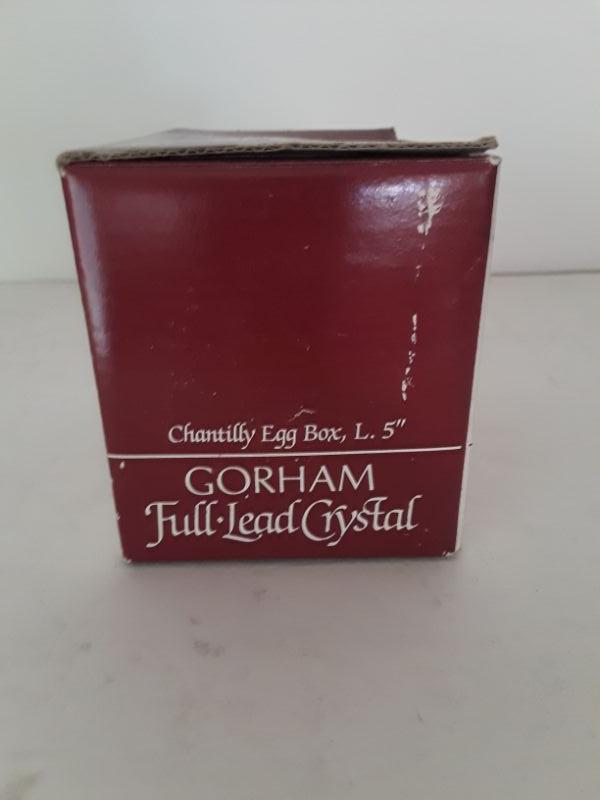 Chantilly Egg Box, L. 5"
GORHAM
Full·Lead Crystal